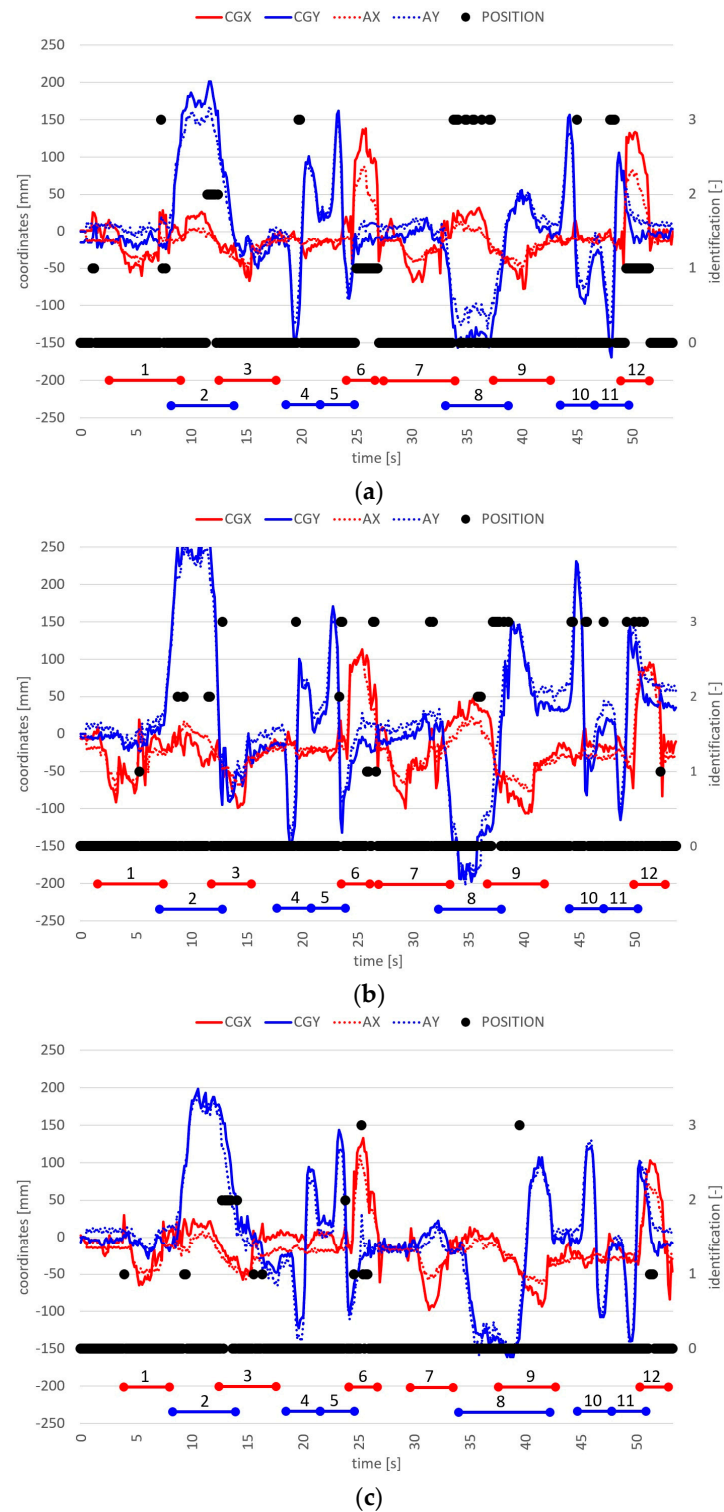 CGX CGY AX AY POSITION
250
200
150 3
100
50 2
0
-50 1
-100
-150 0
-200
-250
coordinates [mm]
identification [-]
1 3 6 7 9 12
2 4 5 8 10 11
0 5 10 15 20 25 30 35 40 45 50
time [s]
(a)
CGX CGY AX AY POSITION
250
200
150 3
100
50 2
0
-50 1
-100
-150 0
-200
-250
coordinates [mm]
identification [-]
1 3 6 7 9 12
2 4 5 8 10 11
0 5 10 15 20 25 30 35 40 45 50
time [s]
(b)
CGX CGY AX AY POSITION
250
200
150 3
100
50 2
0
-50 1
-100
-150 0
-200
-250
coordinates [mm]
identification [-]
1 3 6 7 9 12
2 4 5 8 10 11
0 5 10 15 20 25 30 35 40 45 50
time [s]
(c)